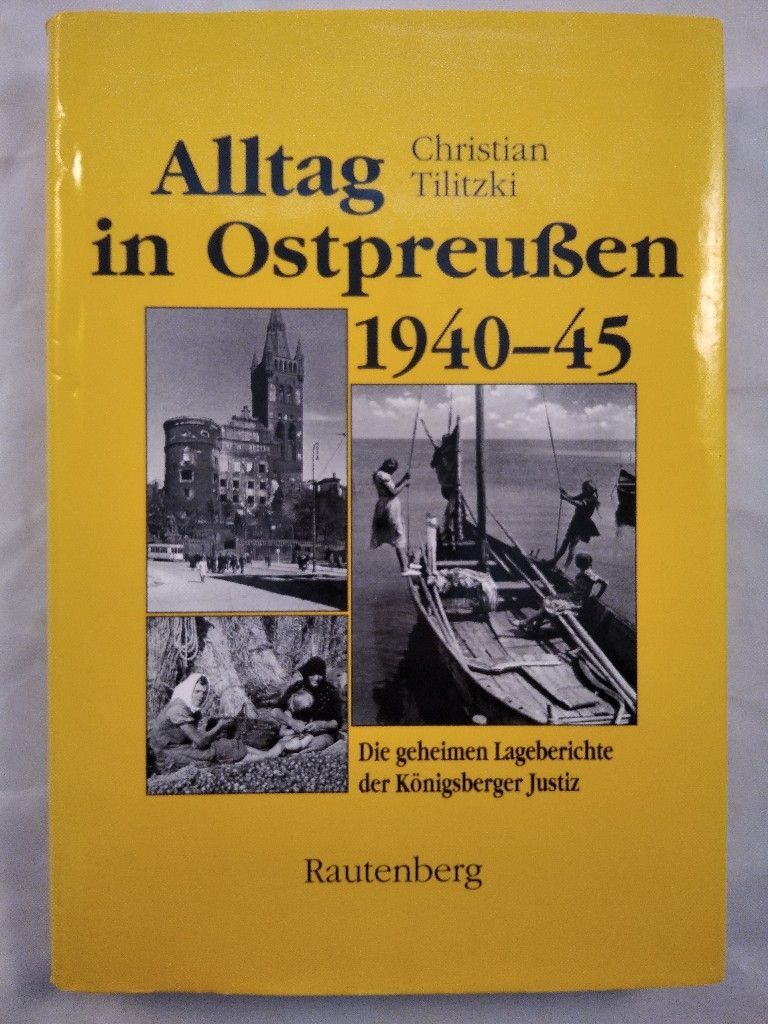 Alltag
Christian
Tilitzki
in Ostpreußen
1940–45
Die geheimen Lageberichte
der Königsberger Justiz
Rautenberg